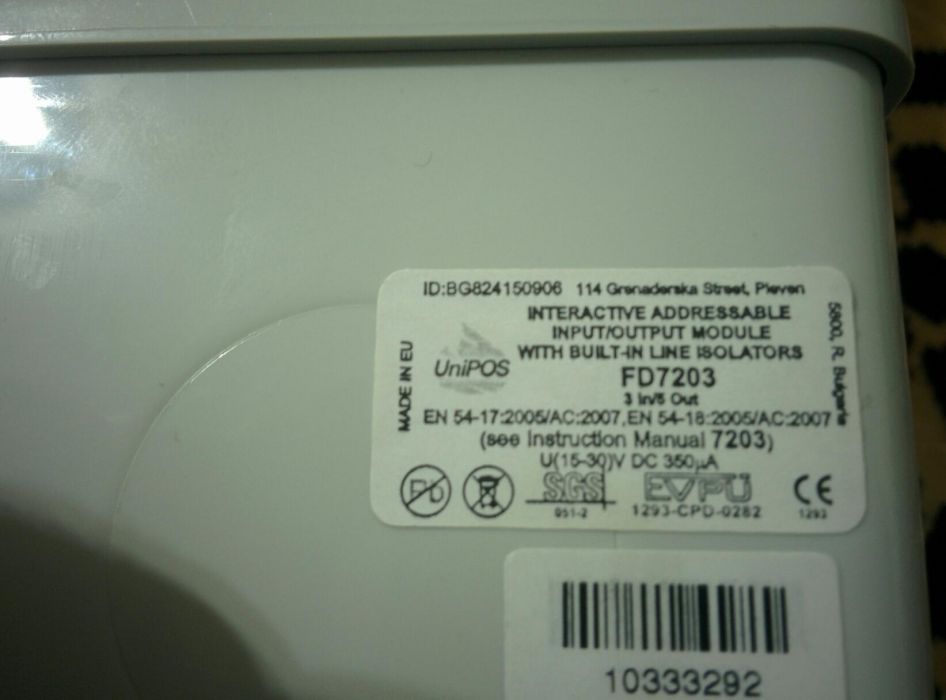 ID:BG824150906 114 Grenaderska Street, Pleven
5800, R. Bulgaria
MADE IN EU
UniPOS
INTERACTIVE ADDRESSABLE
INPUT/OUTPUT MODULE
WITH BUILT-IN LINE ISOLATORS
FD7203
3 In/5 Out
EN 54-17:2005/AC:2007, EN 54-18:2005/AC:2007
(see Instruction Manual 7203)
U(15-30)V DC 350µA
Pb
SGS
051-2
EVPU
1293-CPD-0282
CE
1293
10333292